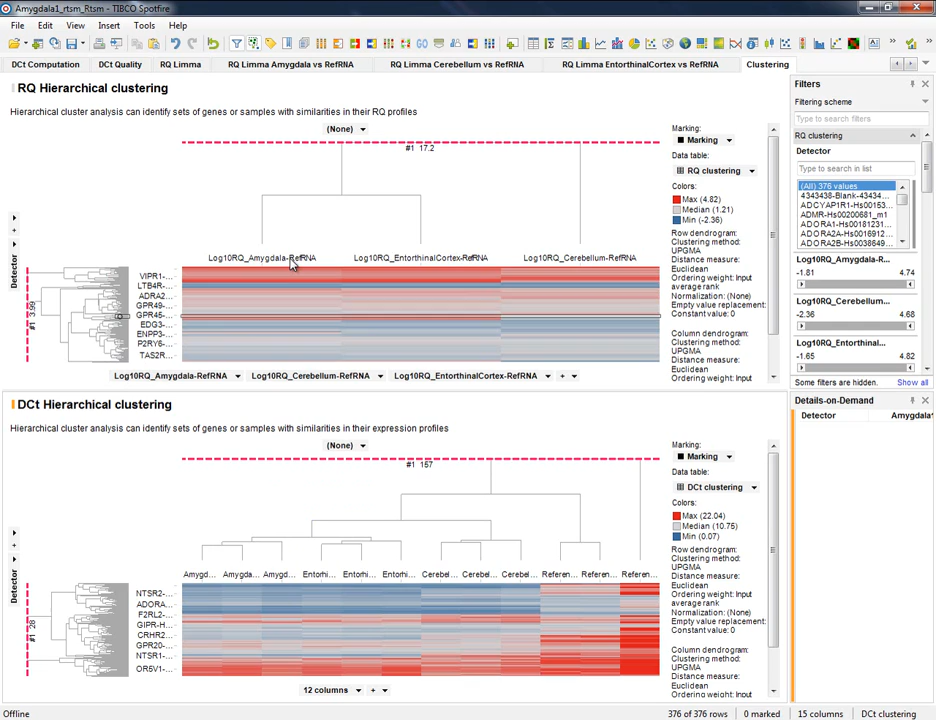 Amygdala1_rtsm_Rtsm - TIBCO Spotfire
File Edit View Insert Tools Help
DCt Computation DCt Quality RQ Limma RQ Limma Amygdala vs RefRNA RQ Limma Cerebellum vs RefRNA RQ Limma EntorthinalCortex vs RefRNA Clustering
RQ Hierarchical clustering
Hierarchical cluster analysis can identify sets of genes or samples with similarities in their RQ profiles
(None)
#1 17.2
Log10RQ_Amygdala-RefRNA Log10RQ_EntorthinalCortex-RefRNA Log10RQ_Cerebellum-RefRNA
Detector
#1 3.99
VIPR1-...
LTB4R-...
ADRA2...
GPR49-...
GPR45-...
EDG3-...
ENPP3-...
P2RY6-...
TAS2R...
Log10RQ_Amygdala-RefRNA Log10RQ_Cerebellum-RefRNA Log10RQ_EntorthinalCortex-RefRNA +
Marking:
Marking
Data table:
RQ clustering
Colors:
Max (4.82)
Median (1.21)
Min (-2.36)
Row dendrogram:
Clustering method:
UPGMA
Distance measure:
Euclidean
Ordering weight: Input
average rank
Normalization: (None)
Empty value replacement:
Constant value: 0
Column dendrogram:
Clustering method:
UPGMA
Distance measure:
Euclidean
Ordering weight: Input
DCt Hierarchical clustering
Hierarchical cluster analysis can identify sets of genes or samples with similarities in their expression profiles
(None)
#1 157
Amygd... Amygda... Amygd... Entorhi... Entorhi... Entorhi... Cerebel... Cerebel... Cerebel... Referen... Referen... Refere...
Detector
#1 28
NTSR2-...
ADORA...
F2RL2-...
GIPR-H...
CRHR2...
GPR20-...
NTSR1-...
OR5V1-...
12 columns +
Marking:
Marking
Data table:
DCt clustering
Colors:
Max (22.04)
Median (10.75)
Min (0.07)
Row dendrogram:
Clustering method:
UPGMA
Distance measure:
Euclidean
Ordering weight: Input
average rank
Normalization: (None)
Empty value replacement:
Constant value: 0
Column dendrogram:
Clustering method:
UPGMA
Distance measure:
Euclidean
Ordering weight: Input
Filters
Filtering scheme
Type to search filters
RQ clustering
Detector
Type to search in list
(All) 376 values
4343438-Blank-43434...
ADCYAP1R1-Hs00153...
ADMR-Hs00200681_m1
ADORA1-Hs00181231...
ADORA2A-Hs0016912...
ADORA2B-Hs0038649...
Log10RQ_Amygdala-R...
-1.81 4.74
Log10RQ_Cerebellum...
-2.36 4.68
Log10RQ_Entorthinal...
-1.65 4.82
Some filters are hidden. Show all
Details-on-Demand
Detector Amygdala
Offline 376 of 376 rows 0 marked 15 columns DCt clustering